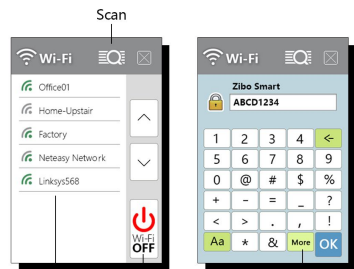 Scan
Wi-Fi
Office01
Home-Upstair
Factory
Neteasy Network
Linksys568
Wi-Fi
OFF
Wi-Fi
Zibo Smart
ABCD1234
1 2 3 4 ←
5 6 7 8 9
0 @ # $ %
+ - = _ ?
< > . , !
Aa * & More OK